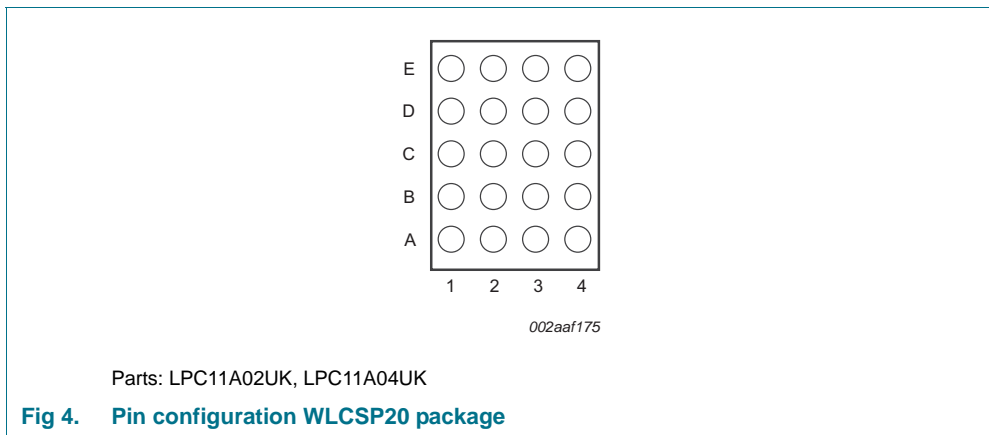 E
D
C
B
A
1 2 3 4
002aaf175
Parts: LPC11A02UK, LPC11A04UK
Fig 4. Pin configuration WLCSP20 package